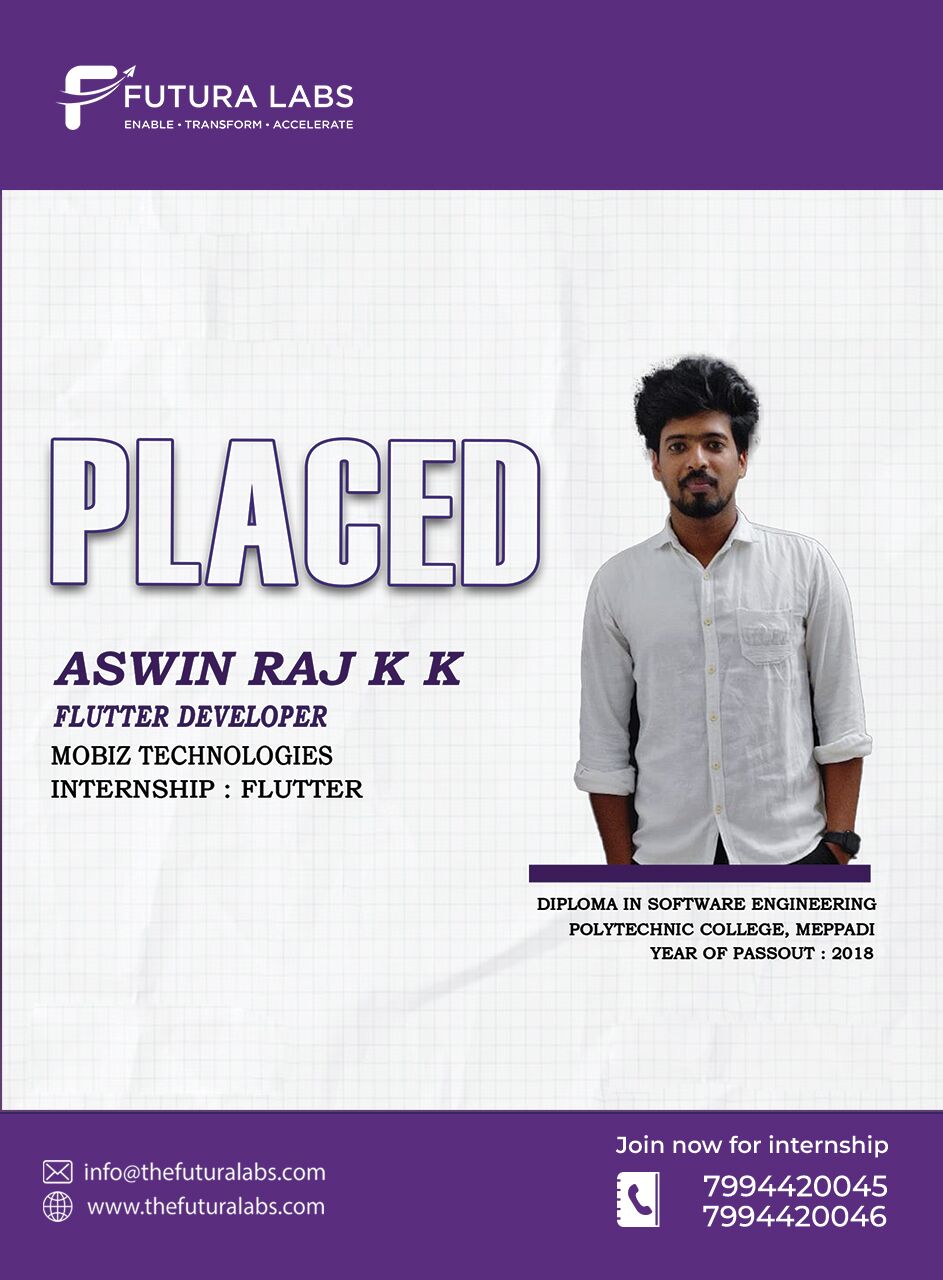 FUTURA LABS
ENABLE • TRANSFORM • ACCELERATE
PLACED
ASWIN RAJ K K
FLUTTER DEVELOPER
MOBIZ TECHNOLOGIES
INTERNSHIP : FLUTTER
DIPLOMA IN SOFTWARE ENGINEERING
POLYTECHNIC COLLEGE, MEPPADI
YEAR OF PASSOUT : 2018
info@thefuturalabs.com
www.thefuturalabs.com
Join now for internship
7994420045
7994420046